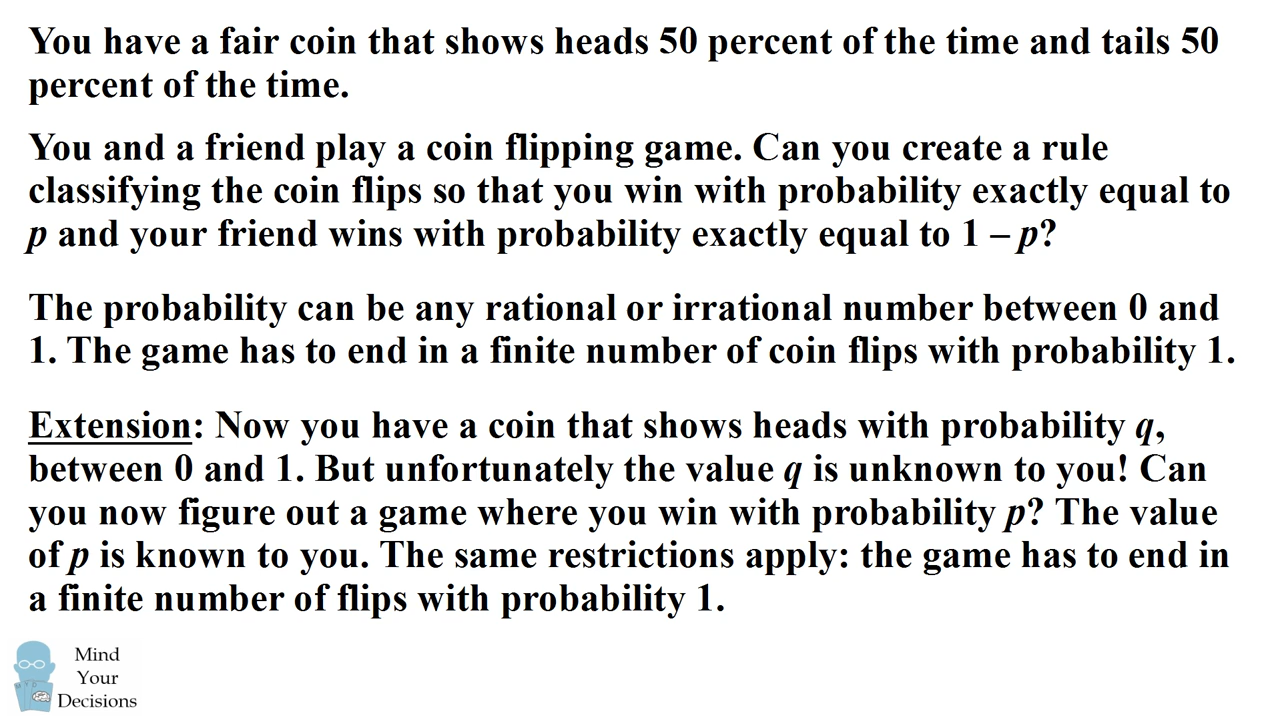 You have a fair coin that shows heads 50 percent of the time and tails 50
percent of the time.
You and a friend play a coin flipping game. Can you create a rule
classifying the coin flips so that you win with probability exactly equal to
p and your friend wins with probability exactly equal to 1 – p?
The probability can be any rational or irrational number between 0 and
1. The game has to end in a finite number of coin flips with probability 1.
Extension: Now you have a coin that shows heads with probability q,
between 0 and 1. But unfortunately the value q is unknown to you! Can
you now figure out a game where you win with probability p? The value
of p is known to you. The same restrictions apply: the game has to end in
a finite number of flips with probability 1.
Mind
Your
Decisions